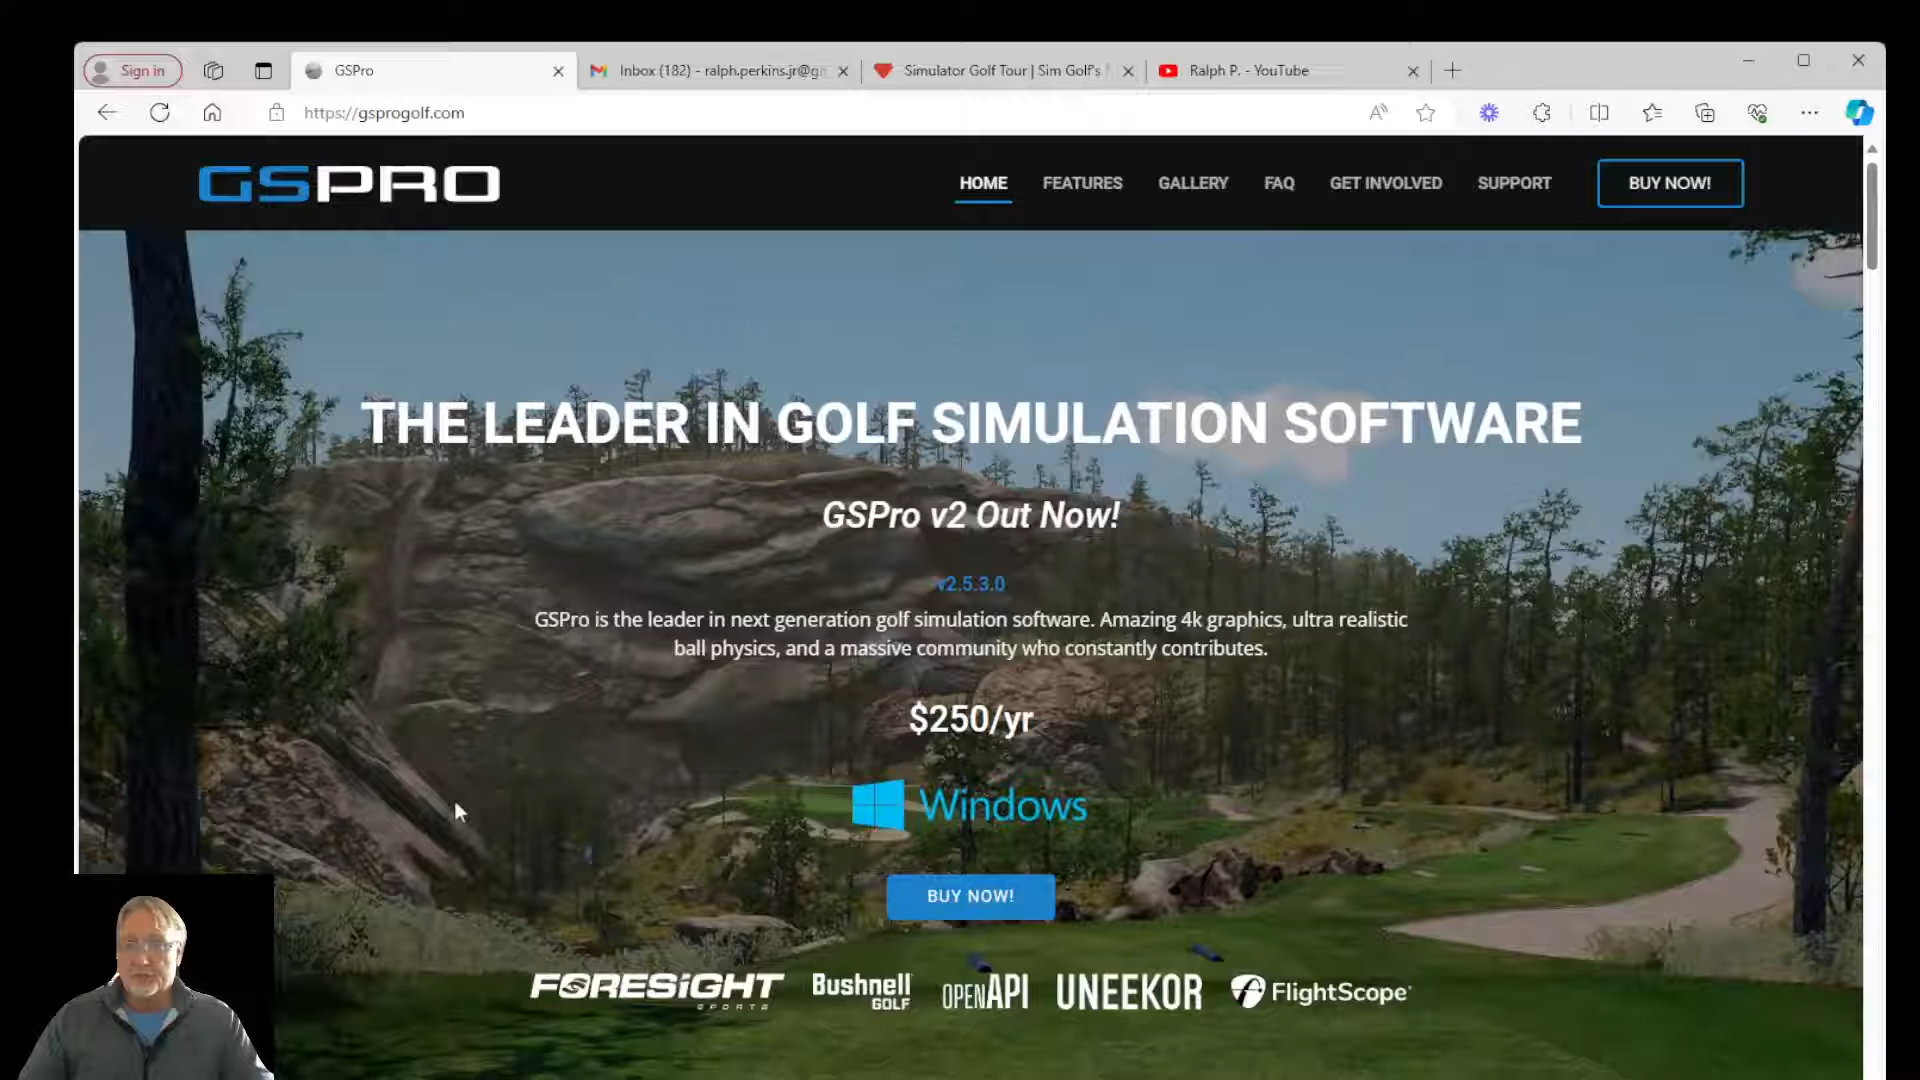 Sign in
GSPro
Inbox (182) - ralph.perkins.jr@gm
Simulator Golf Tour | Sim Golf's
Ralph P. - YouTube
https://gsprogolf.com
GSPRO
HOME
FEATURES
GALLERY
FAQ
GET INVOLVED
SUPPORT
BUY NOW!
THE LEADER IN GOLF SIMULATION SOFTWARE
GSPro v2 Out Now!
v2.5.3.0
GSPro is the leader in next generation golf simulation software. Amazing 4k graphics, ultra realistic
ball physics, and a massive community who constantly contributes.
$250/yr
Windows
BUY NOW!
FORESIGHT
SPORTS
Bushnell
GOLF
OPENAPI
UNEEKOR
FlightScope